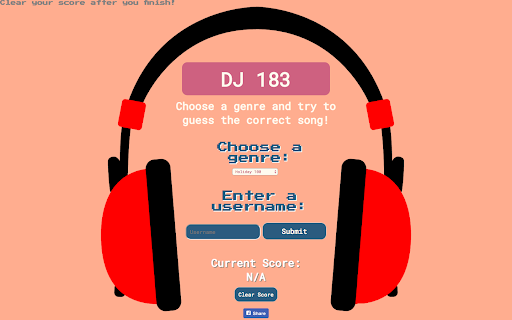 Clear your score after you finish!
DJ 183
Choose a genre and try to
guess the correct song!
Choose a
genre:
Holiday 100
Enter a
username:
Username
Submit
Current Score:
N/A
Clear Score
Share